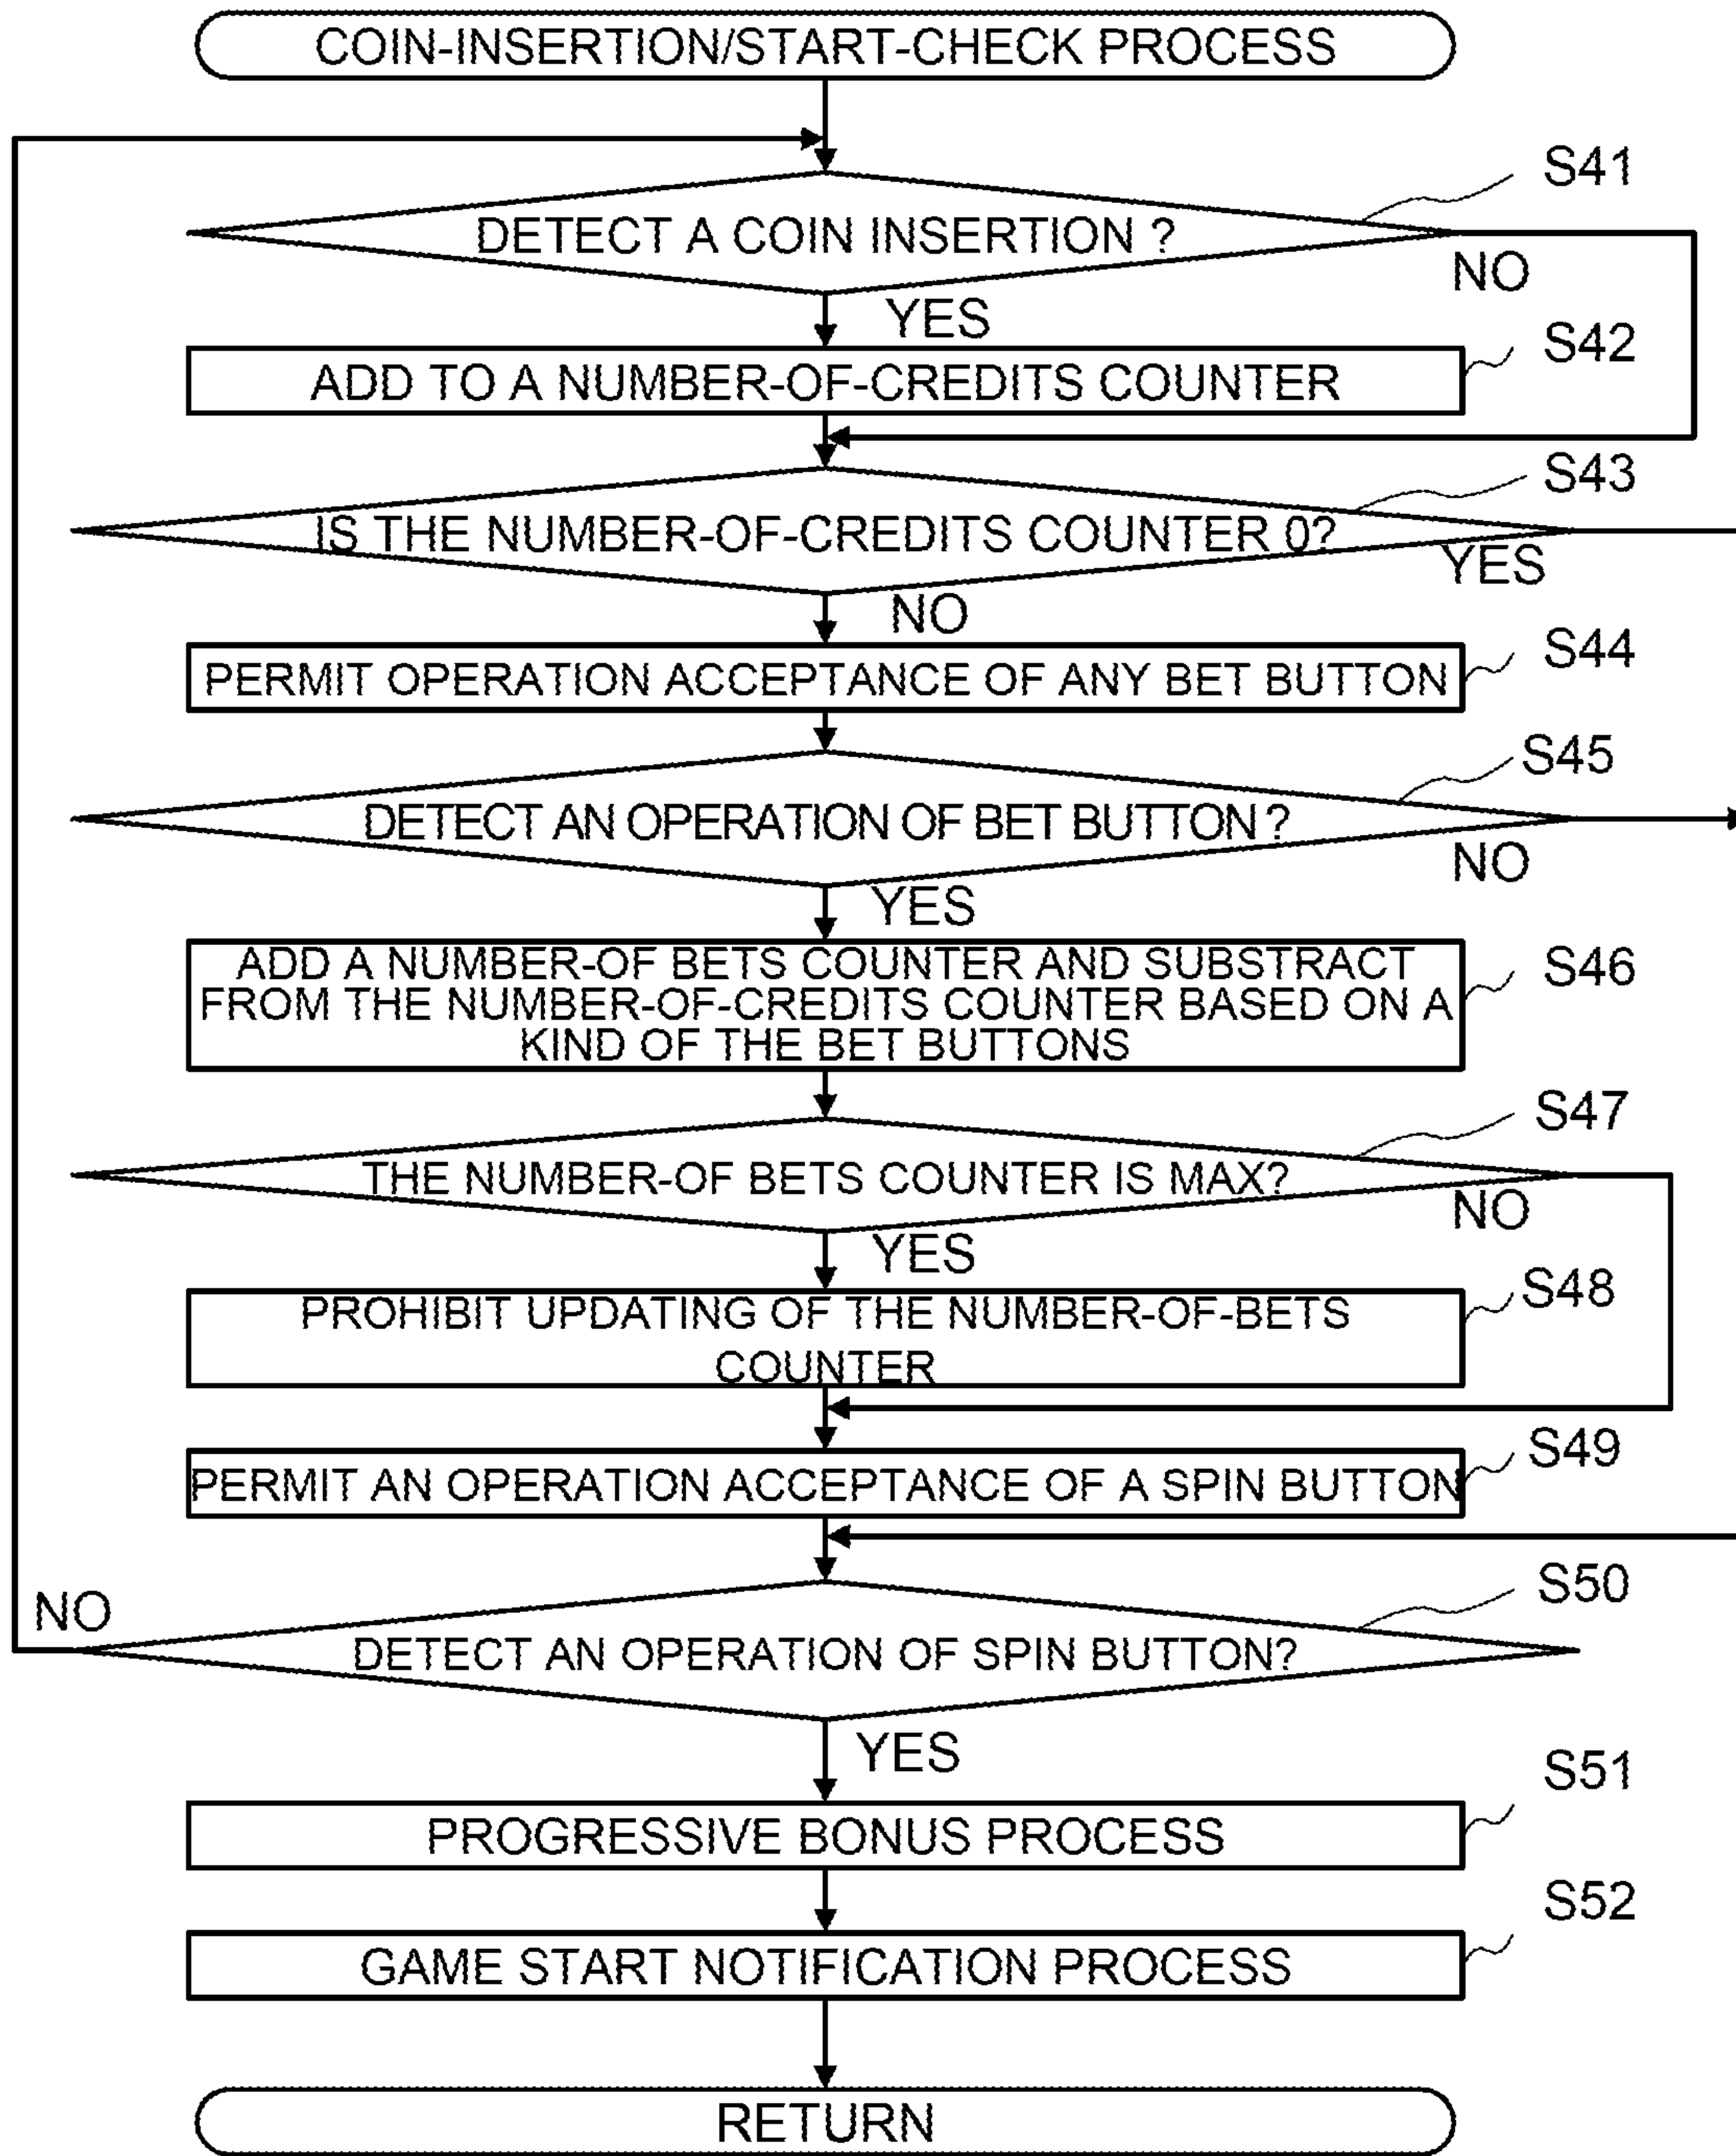 COIN-INSERTION/START-CHECK PROCESS
S41
DETECT A COIN INSERTION ?
NO
YES
S42
ADD TO A NUMBER-OF-CREDITS COUNTER
S43
IS THE NUMBER-OF-CREDITS COUNTER 0?
YES
NO
S44
PERMIT OPERATION ACCEPTANCE OF ANY BET BUTTON
S45
DETECT AN OPERATION OF BET BUTTON ?
NO
YES
S46
ADD A NUMBER-OF BETS COUNTER AND SUBSTRACT
FROM THE NUMBER-OF-CREDITS COUNTER BASED ON A
KIND OF THE BET BUTTONS
S47
THE NUMBER-OF BETS COUNTER IS MAX?
NO
YES
S48
PROHIBIT UPDATING OF THE NUMBER-OF-BETS
COUNTER
S49
PERMIT AN OPERATION ACCEPTANCE OF A SPIN BUTTON
S50
NO
DETECT AN OPERATION OF SPIN BUTTON?
YES
S51
PROGRESSIVE BONUS PROCESS
S52
GAME START NOTIFICATION PROCESS
RETURN